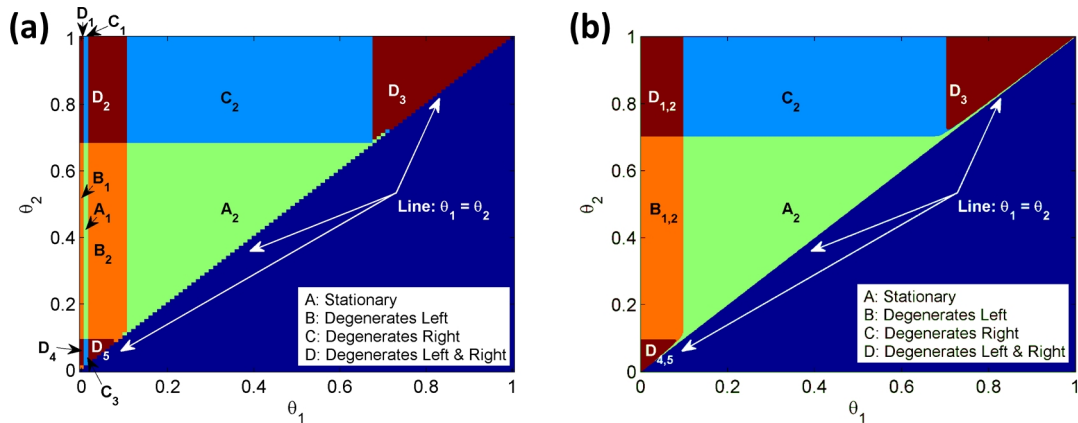 (a)
D1
C1
1
0.8
0.6
0.4
0.2
0
θ2
D2
C2
D3
B1
A1
B2
A2
Line: θ1 = θ2
A: Stationary
B: Degenerates Left
C: Degenerates Right
D: Degenerates Left & Right
D4
D5
C3
0.2
0.4
0.6
0.8
1
θ1
(b)
1
0.8
0.6
0.4
0.2
0
θ2
D1,2
C2
D3
B1,2
A2
Line: θ1 = θ2
A: Stationary
B: Degenerates Left
C: Degenerates Right
D: Degenerates Left & Right
D4,5
0
0.2
0.4
0.6
0.8
1
θ1